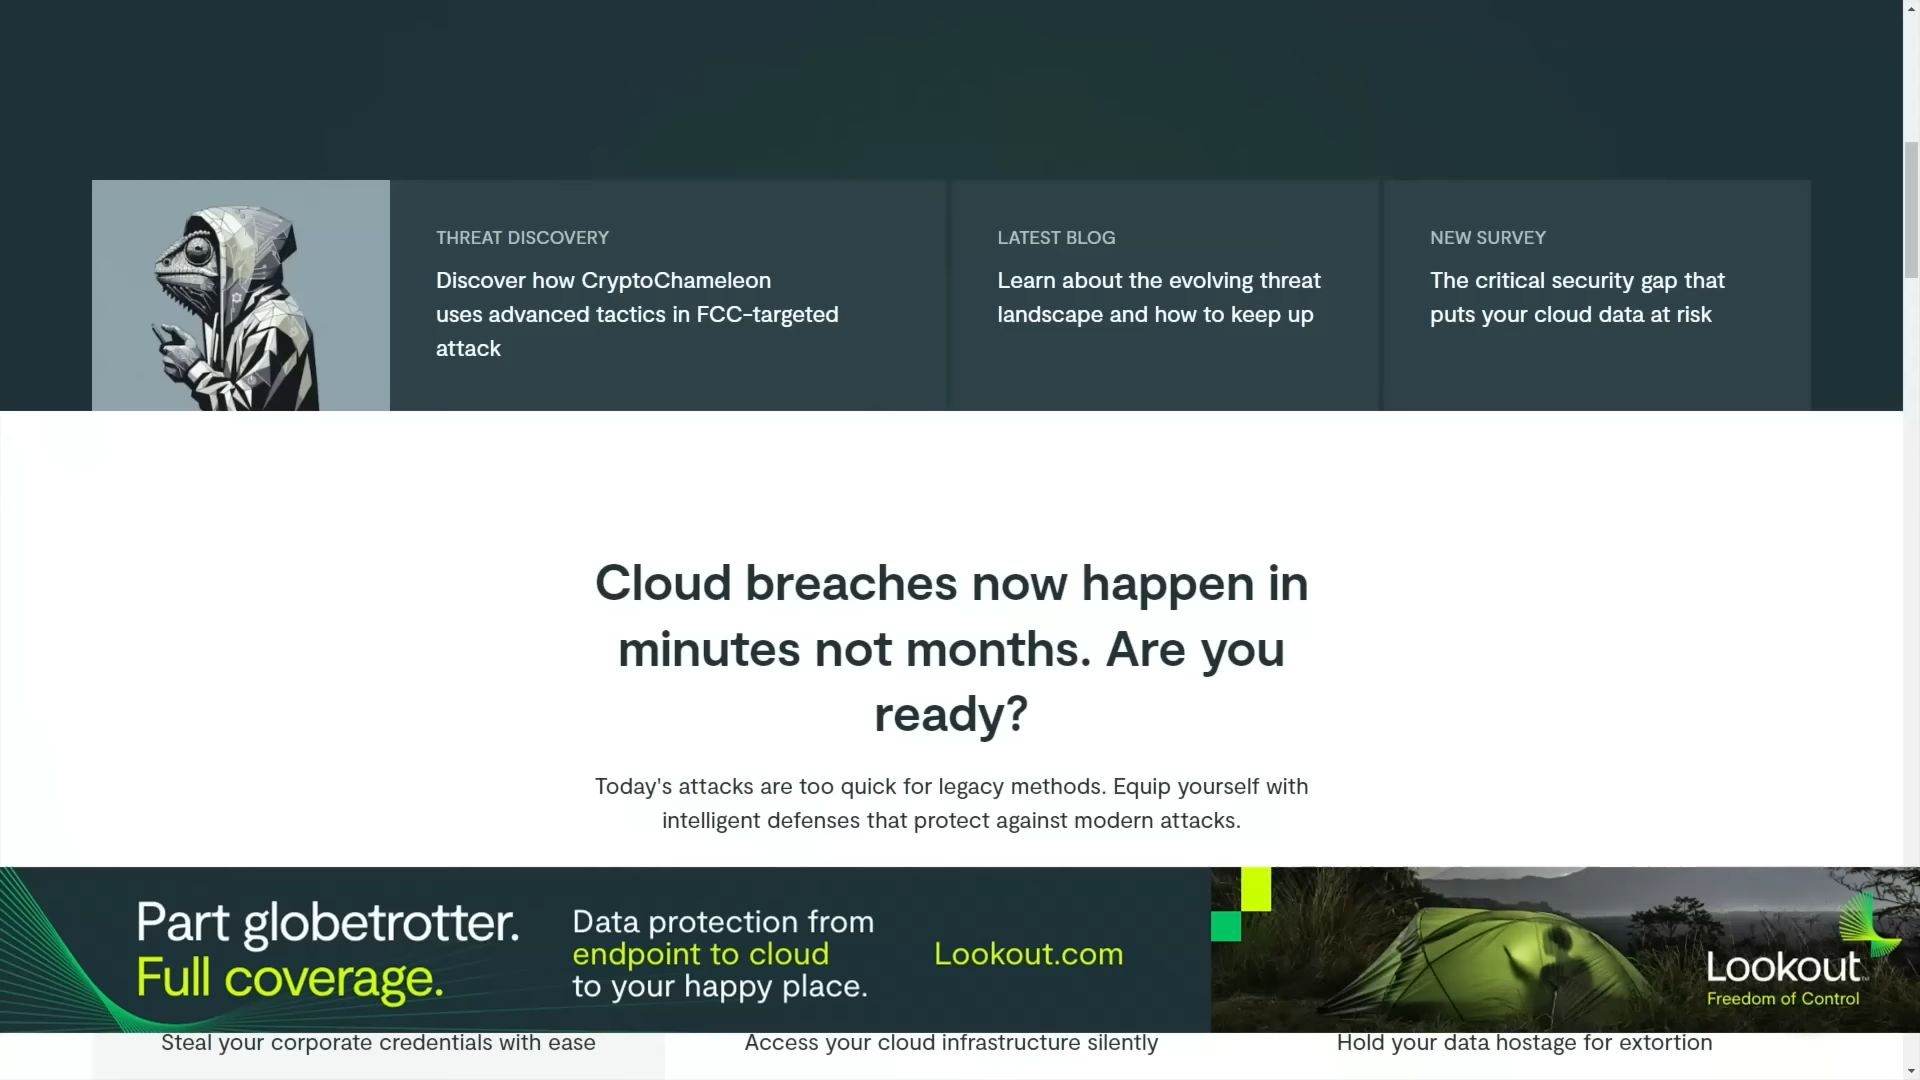 THREAT DISCOVERY
Discover how CryptoChameleon
uses advanced tactics in FCC-targeted
attack
LATEST BLOG
Learn about the evolving threat
landscape and how to keep up
NEW SURVEY
The critical security gap that
puts your cloud data at risk
Cloud breaches now happen in
minutes not months. Are you
ready?
Today's attacks are too quick for legacy methods. Equip yourself with
intelligent defenses that protect against modern attacks.
Part globetrotter.
Full coverage.
Data protection from
endpoint to cloud
to your happy place.
Lookout.com
Lookout™
Freedom of Control
Steal your corporate credentials with ease
Access your cloud infrastructure silently
Hold your data hostage for extortion